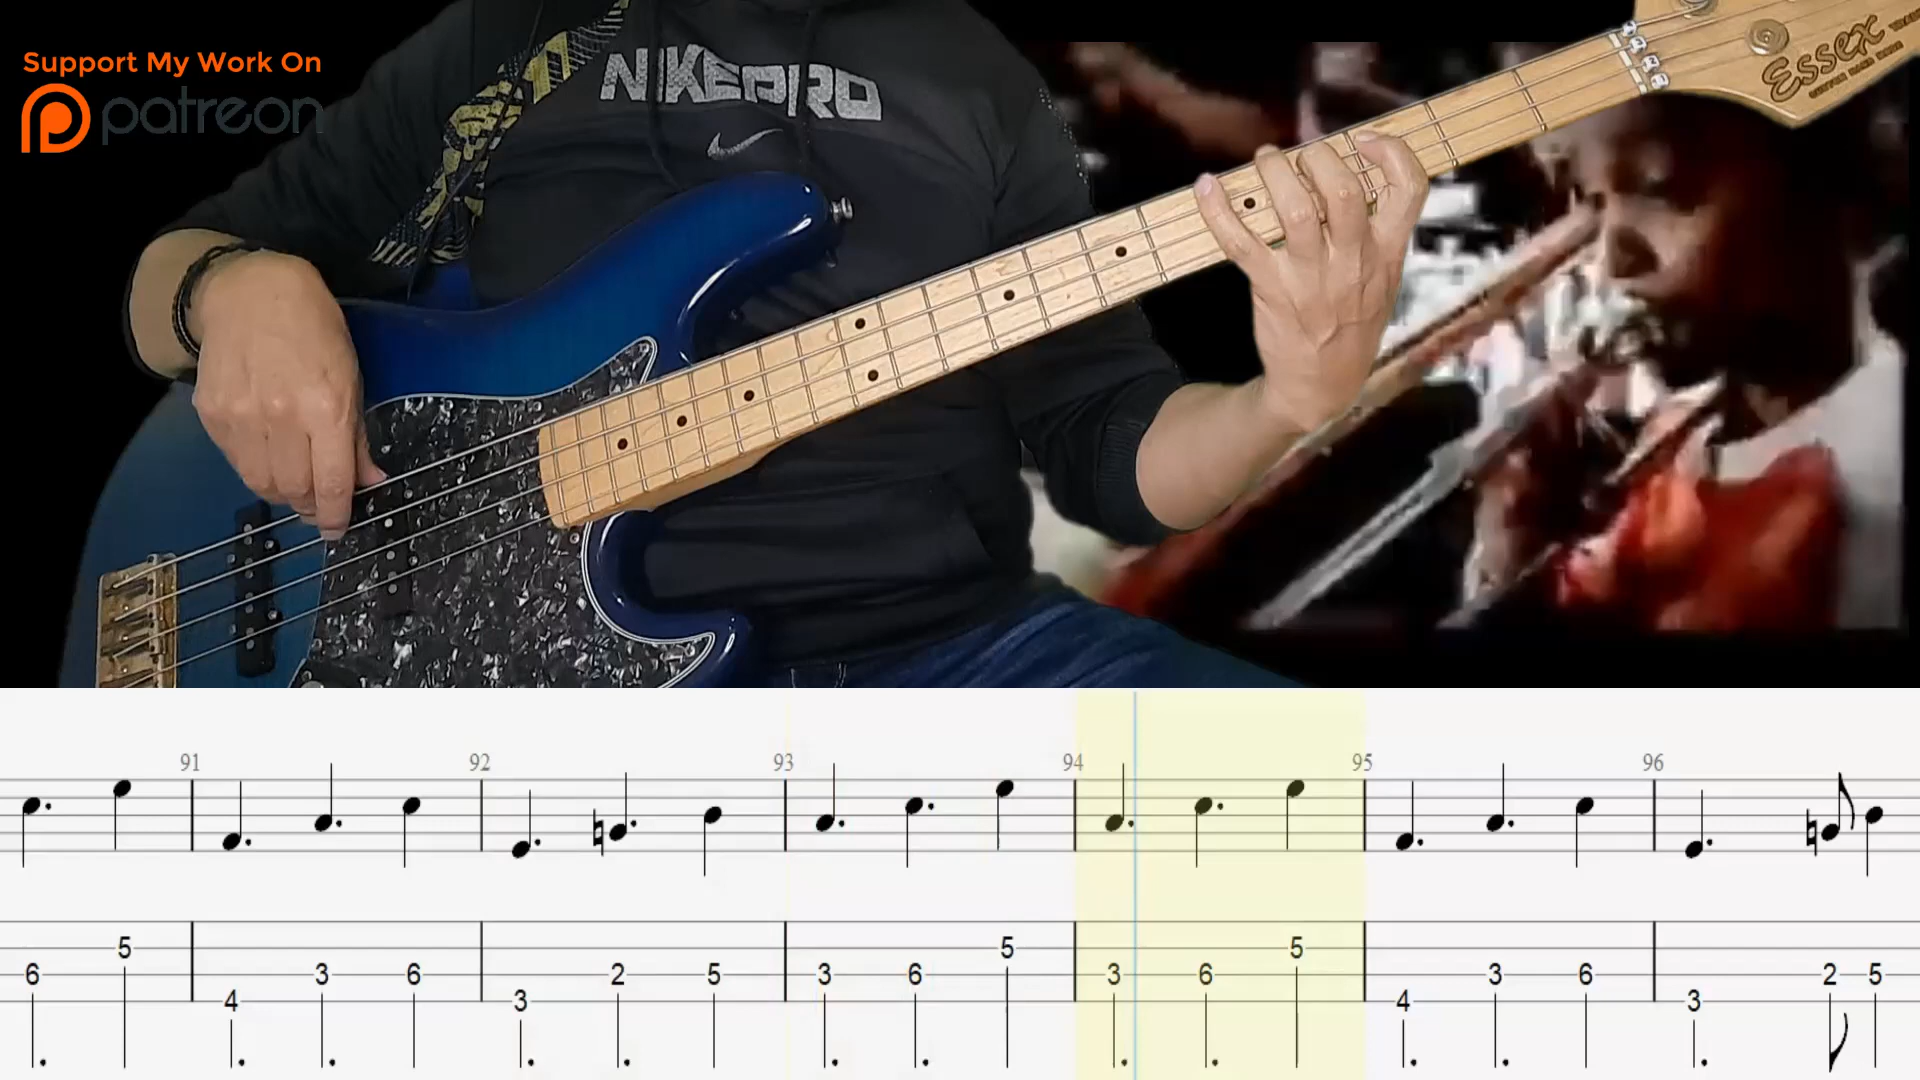 Support My Work On
patreon
NIKEPRO
Essex
91 92 93 94 95 96
5 5 5
6 3 6 2 5 3 6 3 6 3 6 2 5
4 3 4 3